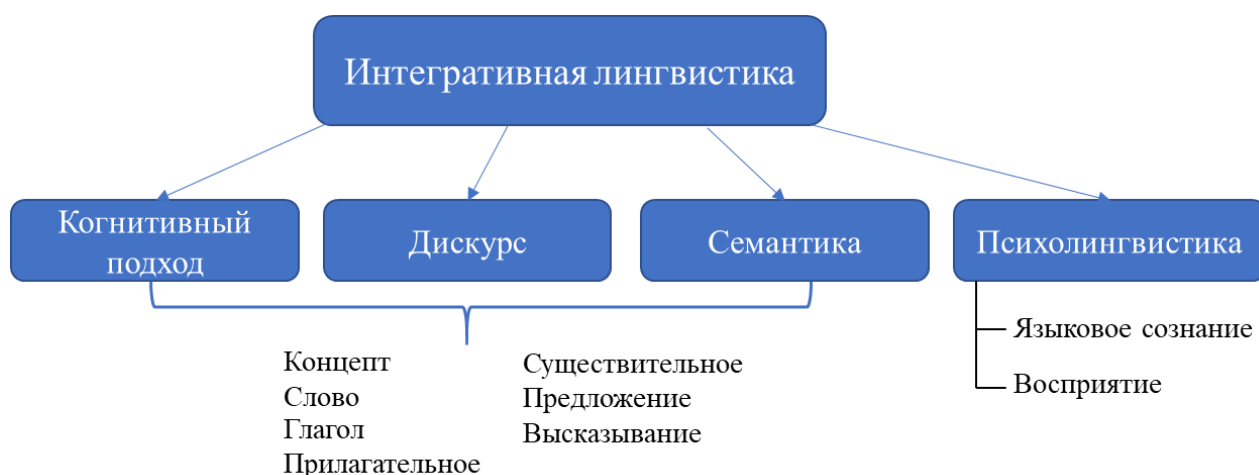 Интегративная лингвистика
Когнитивный
подход
Дискурс
Семантика
Психолингвистика
Концепт
Слово
Глагол
Прилагательное
Существительное
Предложение
Высказывание
Языковое сознание
Восприятие